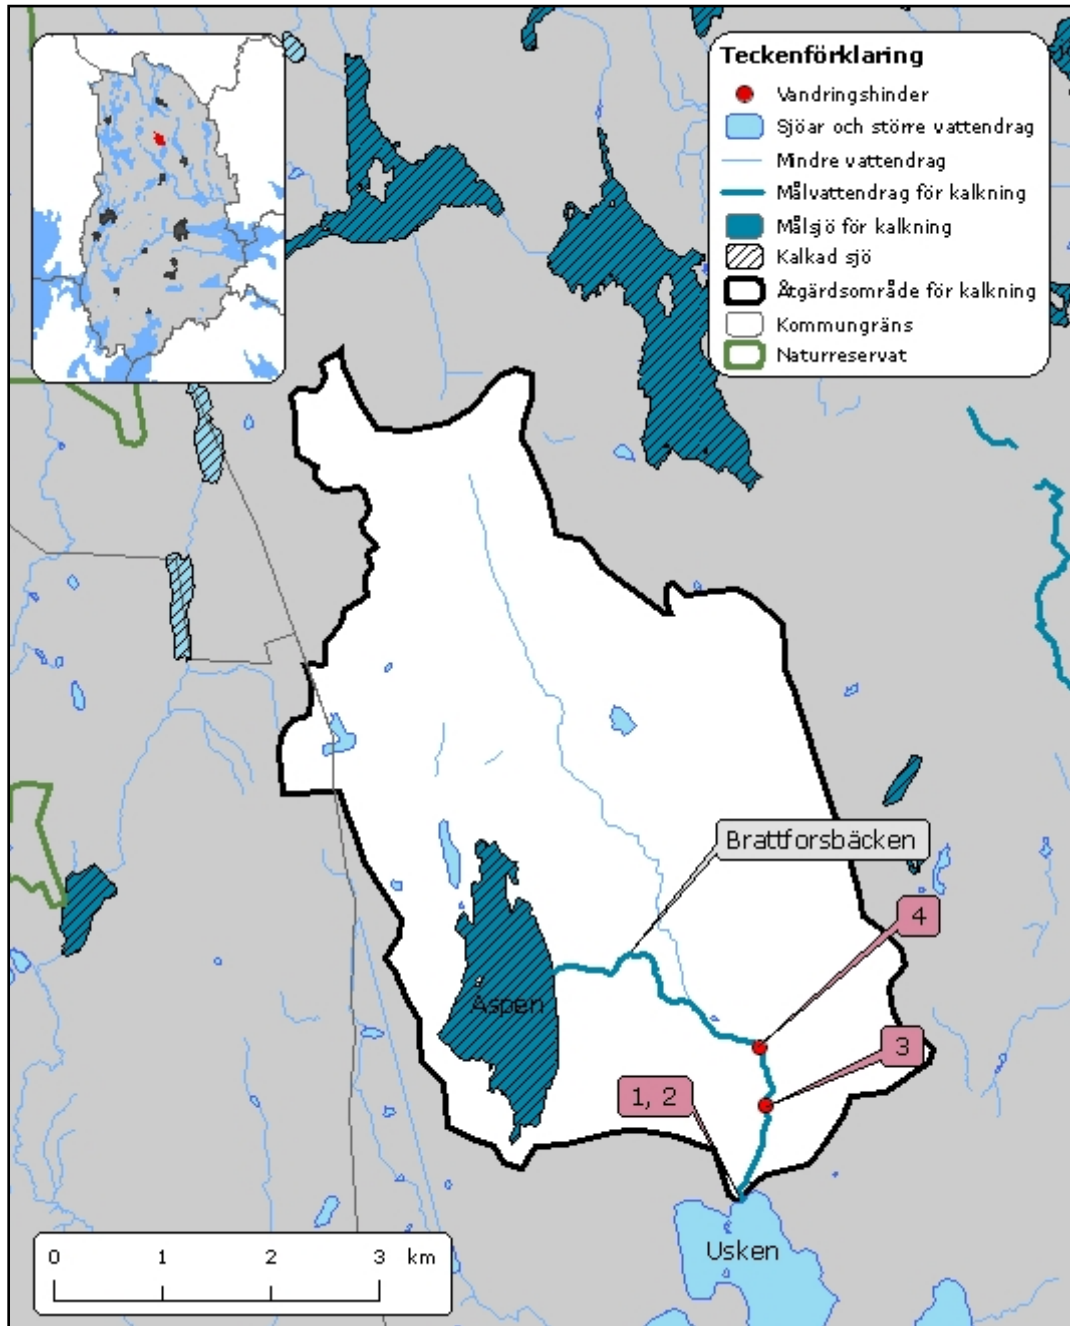 Teckenförklaring
Vandringshinder
Sjöar och större vattendrag
Mindre vattendrag
Målvattendrag för kalkning
Målsjö för kalkning
Kalkad sjö
Åtgärdsområde för kalkning
Kommungräns
Naturreservat
Brattforsbäcken
4
Aspen
3
1, 2
Usken
0 1 2 3 km